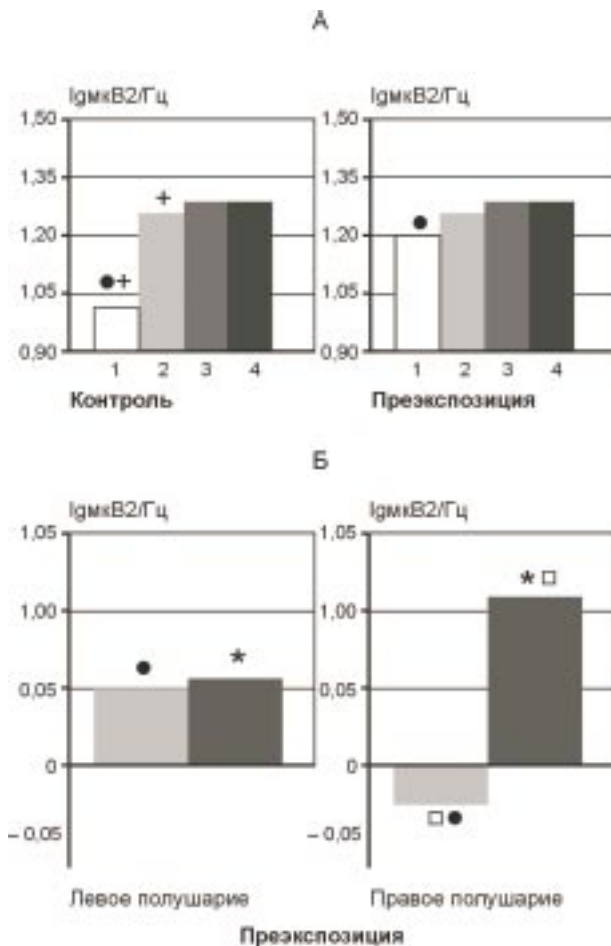 А
lgмкВ2/Гц
1,50
1,35
1,20
1,05
0,90
●+
+
1 2 3 4
Контроль
lgмкВ2/Гц
1,50
1,35
1,20
1,05
0,90
●
1 2 3 4
Преэкспозиция
Б
lgмкВ2/Гц
1,05
1,00
0,05
0
– 0,05
●
*
Левое полушарие
lgмкВ2/Гц
1,05
1,00
0,05
0
– 0,05
* □
□ ●
Правое полушарие
Преэкспозиция